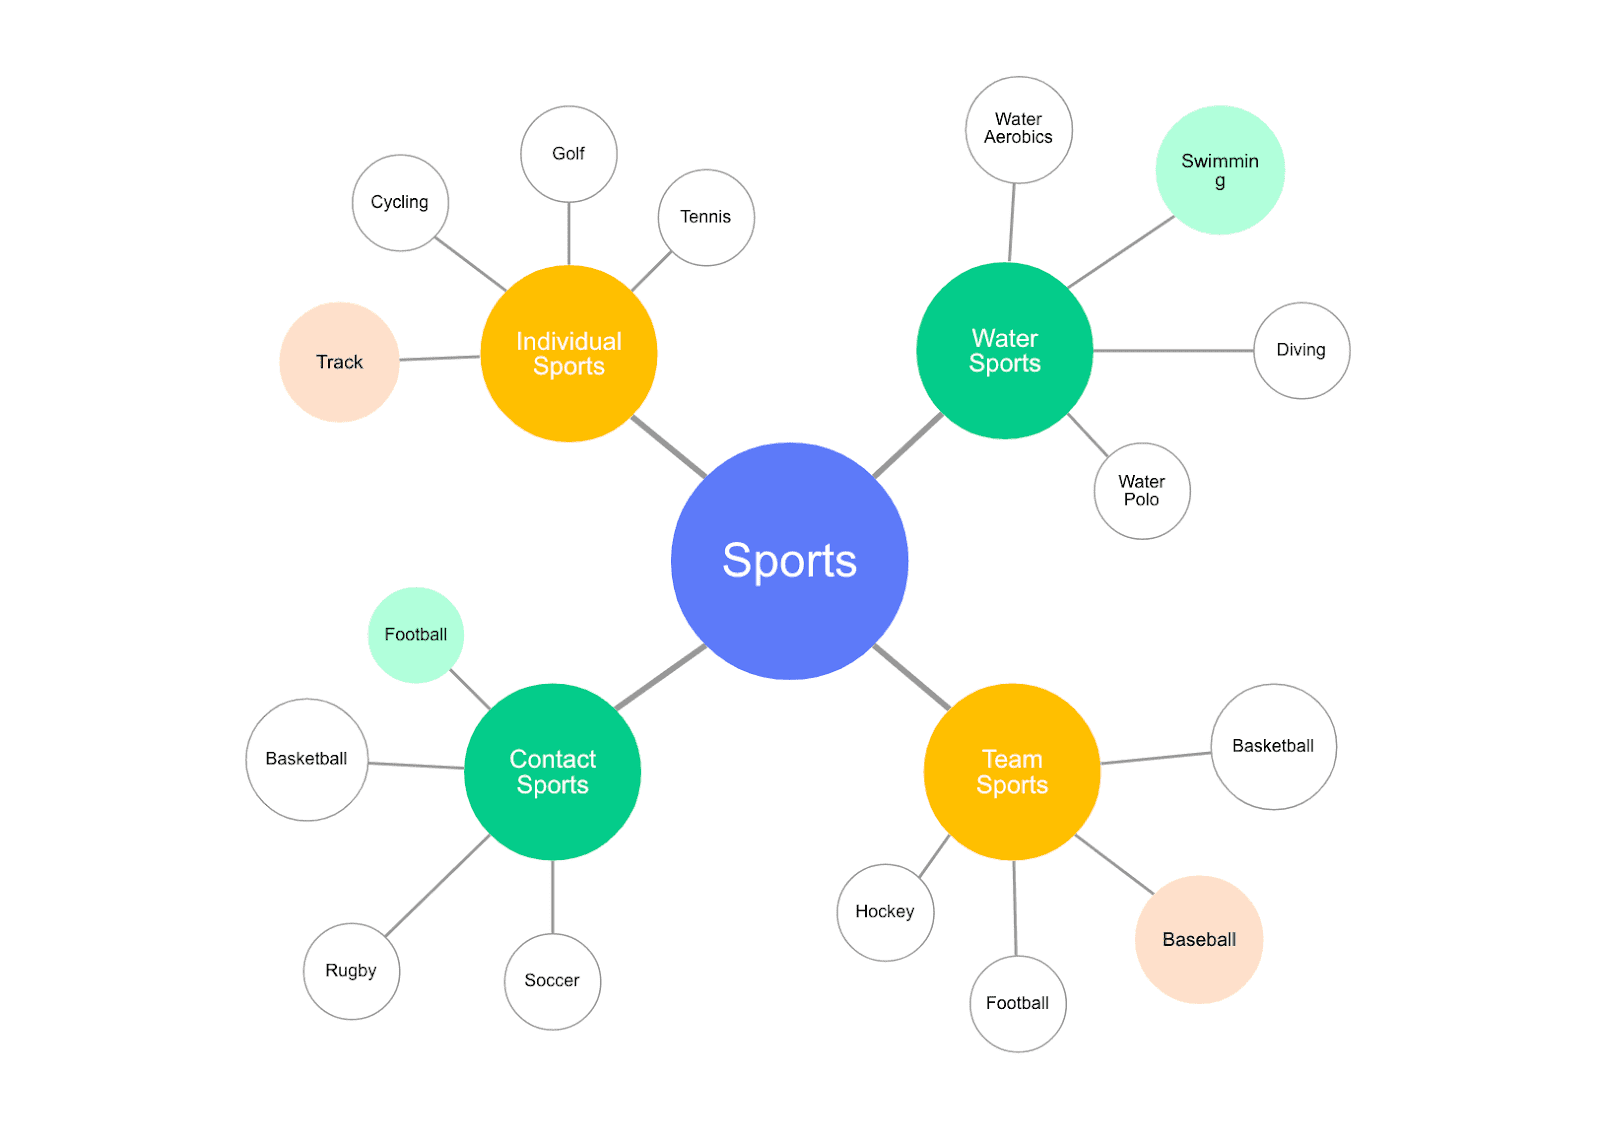 Golf
Cycling
Tennis
Track
Individual
Sports
Water
Aerobics
Swimmin
g
Water
Sports
Diving
Water
Polo
Sports
Football
Basketball
Contact
Sports
Rugby
Soccer
Team
Sports
Basketball
Hockey
Baseball
Football